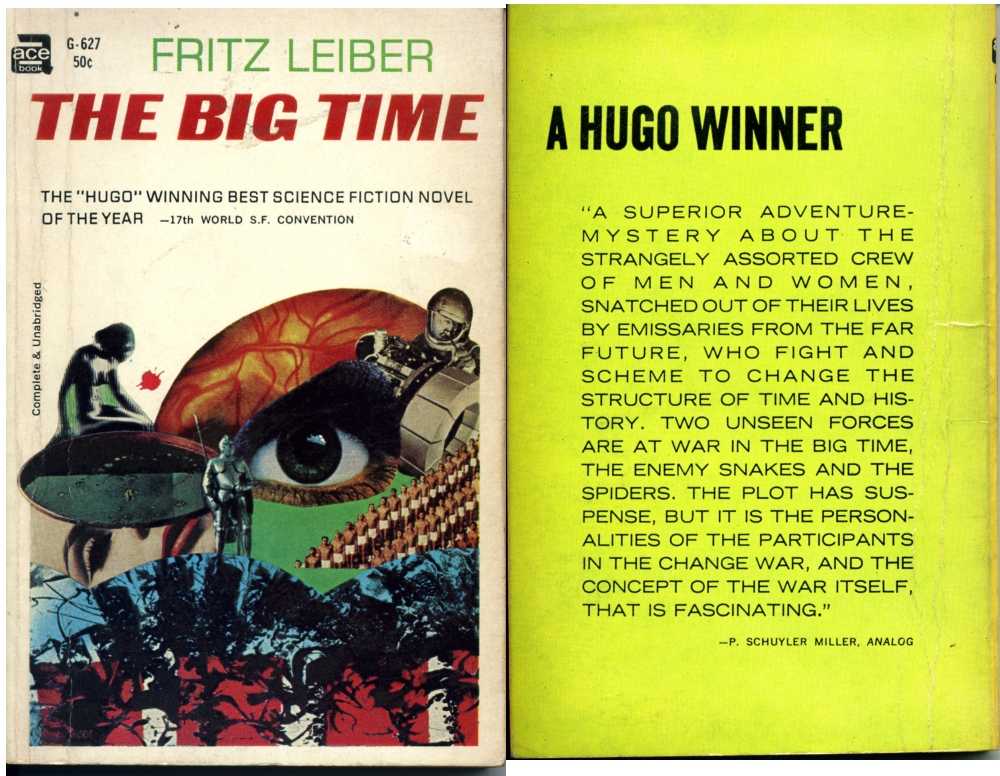 ace
book
G-627
50¢
FRITZ LEIBER
THE BIG TIME
THE "HUGO" WINNING BEST SCIENCE FICTION NOVEL
OF THE YEAR —17th WORLD S.F. CONVENTION
Complete & Unabridged
A HUGO WINNER
"A SUPERIOR ADVENTURE-
MYSTERY ABOUT THE
STRANGELY ASSORTED CREW
OF MEN AND WOMEN,
SNATCHED OUT OF THEIR LIVES
BY EMISSARIES FROM THE FAR
FUTURE, WHO FIGHT AND
SCHEME TO CHANGE THE
STRUCTURE OF TIME AND HIS-
TORY. TWO UNSEEN FORCES
ARE AT WAR IN THE BIG TIME,
THE ENEMY SNAKES AND THE
SPIDERS. THE PLOT HAS SUS-
PENSE, BUT IT IS THE PERSON-
ALITIES OF THE PARTICIPANTS
IN THE CHANGE WAR, AND THE
CONCEPT OF THE WAR ITSELF,
THAT IS FASCINATING."
—P. SCHUYLER MILLER, ANALOG